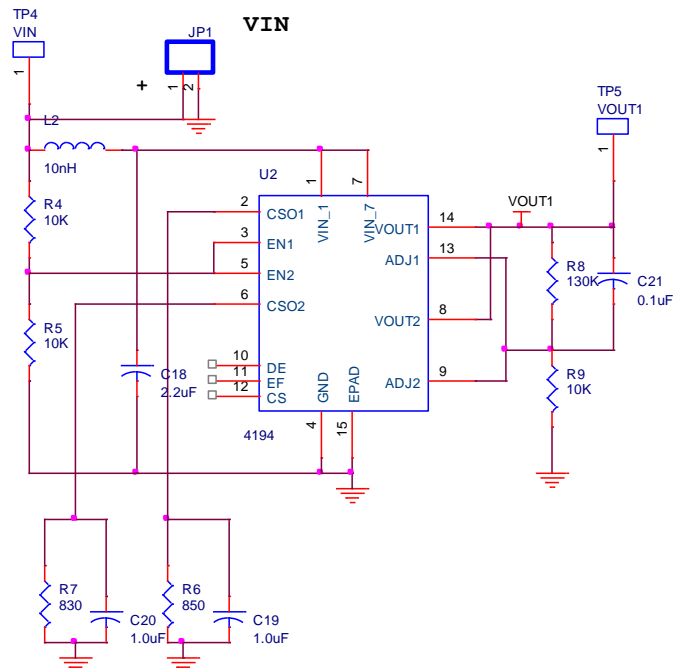 TP4
VIN
1
VIN
JP1
+
1
2
TP5
VOUT1
1
L2
10nH
U2
1
7
R4
10K
2
CSO1
VIN_1
VIN_7
VOUT1
14
VOUT1
3
EN1
13
ADJ1
5
EN2
R8
130K
C21
0.1uF
6
CSO2
VOUT2
8
R5
10K
10
DE
11
EF
12
CS
GND
EPAD
ADJ2
9
R9
10K
C18
2.2uF
4194
4
15
R7
830
C20
1.0uF
R6
850
C19
1.0uF